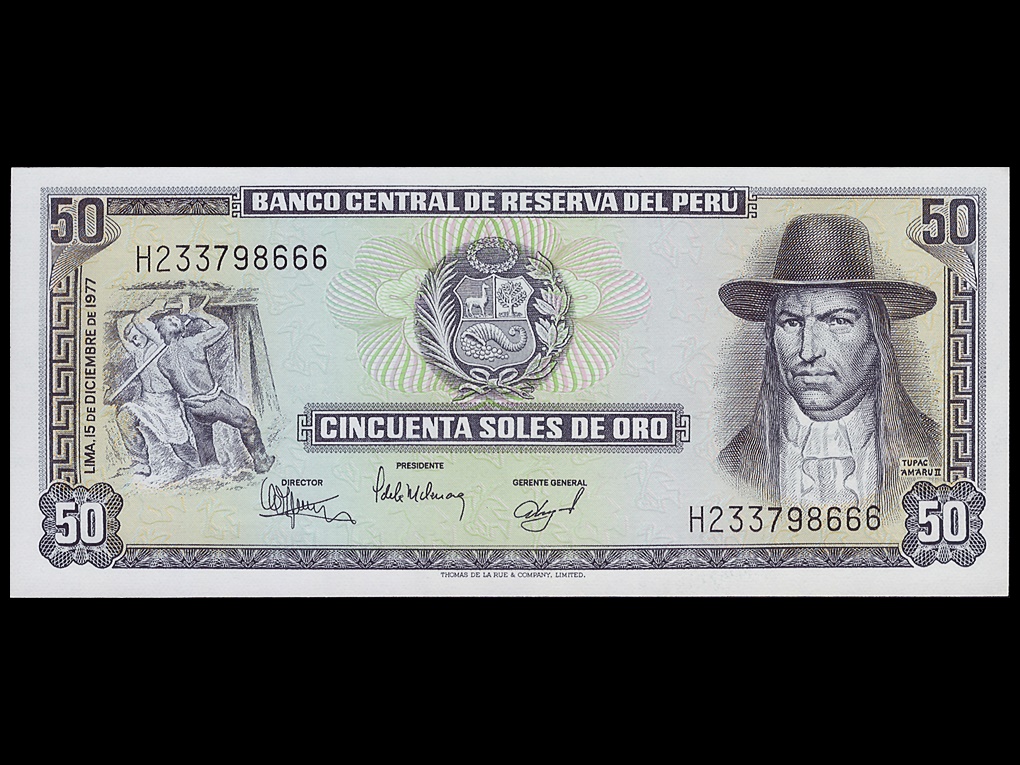 50
BANCO CENTRAL DE RESERVA DEL PERÚ
50
H233798666
LIMA, 15 DE DICIEMBRE DE 1977
CINCUENTA SOLES DE ORO
PRESIDENTE
DIRECTOR
GERENTE GENERAL
TUPAC
AMARU II
H233798666
50
50
THOMAS DE LA RUE & COMPANY, LIMITED.